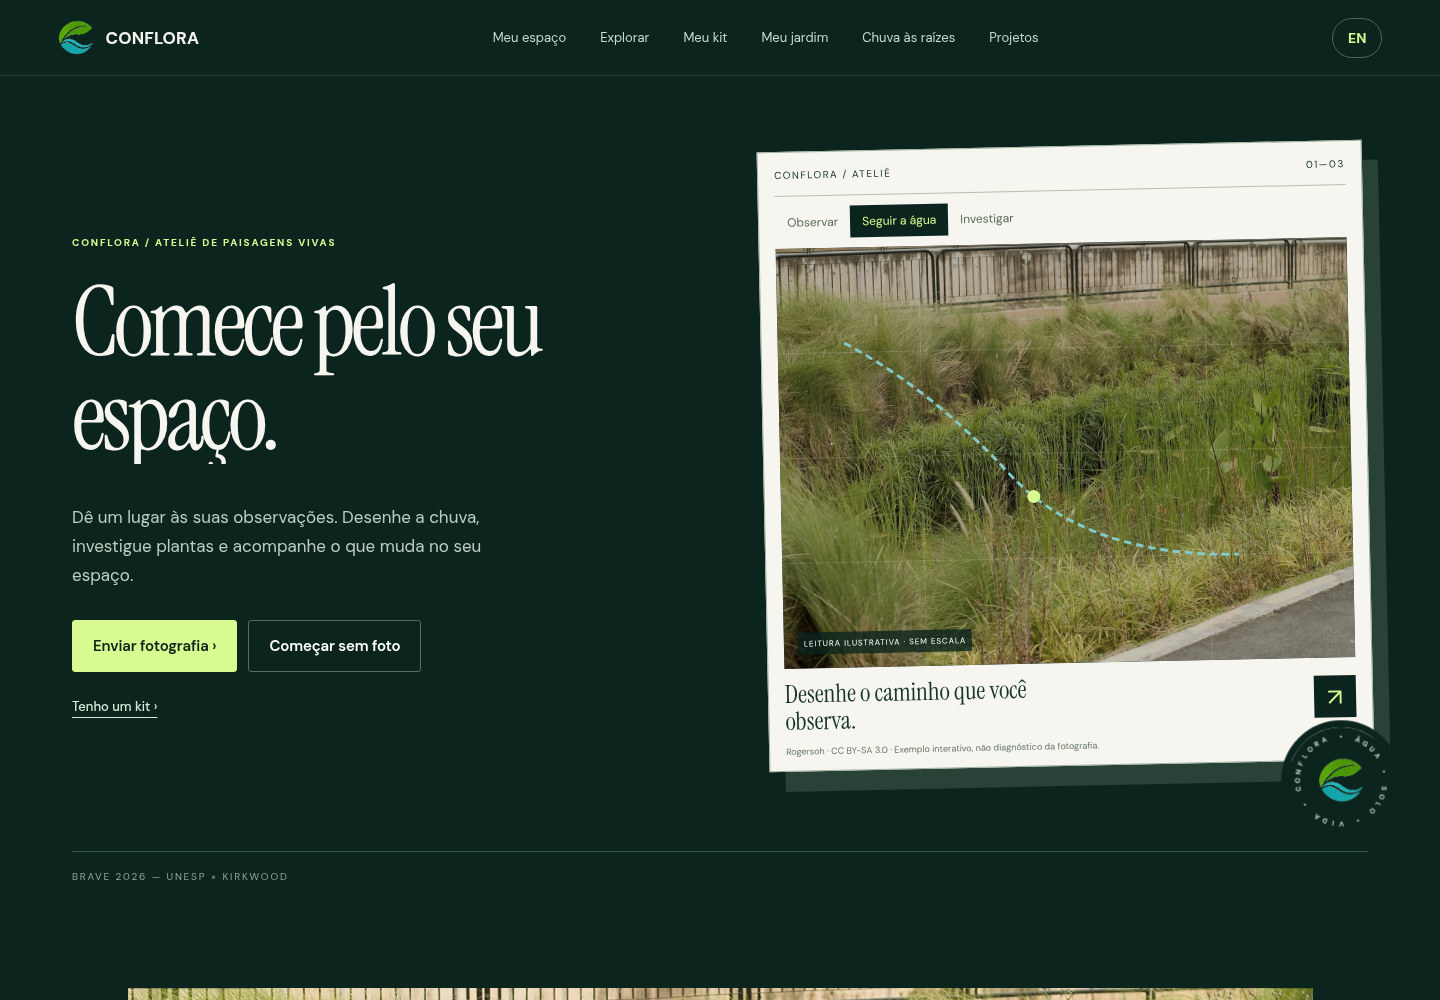 CONFLORA
Meu espaço
Explorar
Meu kit
Meu jardim
Chuva às raízes
Projetos
EN
CONFLORA / ATELIÊ DE PAISAGENS VIVAS
Comece pelo seu
espaço.
Dê um lugar às suas observações. Desenhe a chuva,
investigue plantas e acompanhe o que muda no seu
espaço.
Enviar fotografia ›
Começar sem foto
Tenho um kit ›
CONFLORA / ATELIÊ
01—03
Observar
Seguir a água
Investigar
LEITURA ILUSTRATIVA · SEM ESCALA
Desenhe o caminho que você
observa.
Rogersoh · CC BY-SA 3.0 · Exemplo interativo, não diagnóstico da fotografia.
CONFLORA • ÁGUA • SOLO • VIDA •
BRAVE 2026 — UNESP × KIRKWOOD